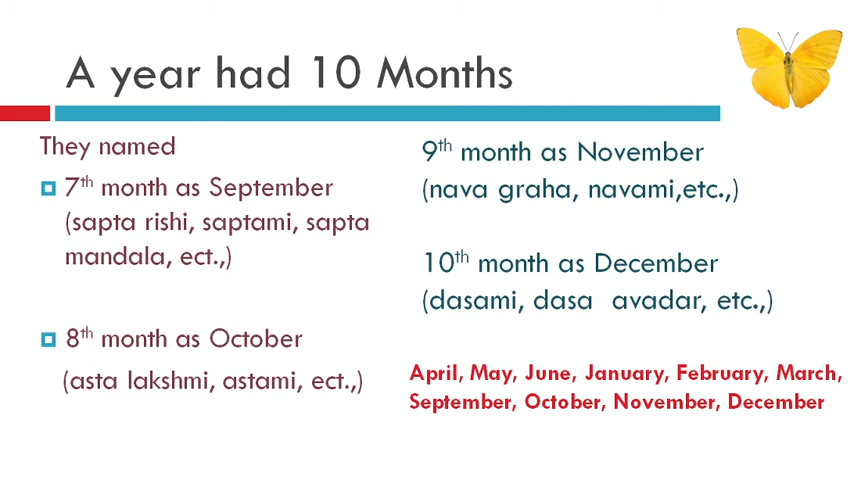 A year had 10 Months
They named
7th month as September
(sapta rishi, saptami, sapta
mandala, ect.,)
8th month as October
(asta lakshmi, astami, ect.,)
9th month as November
(nava graha, navami,etc.,)
10th month as December
(dasami, dasa avadar, etc.,)
April, May, June, January, February, March,
September, October, November, December